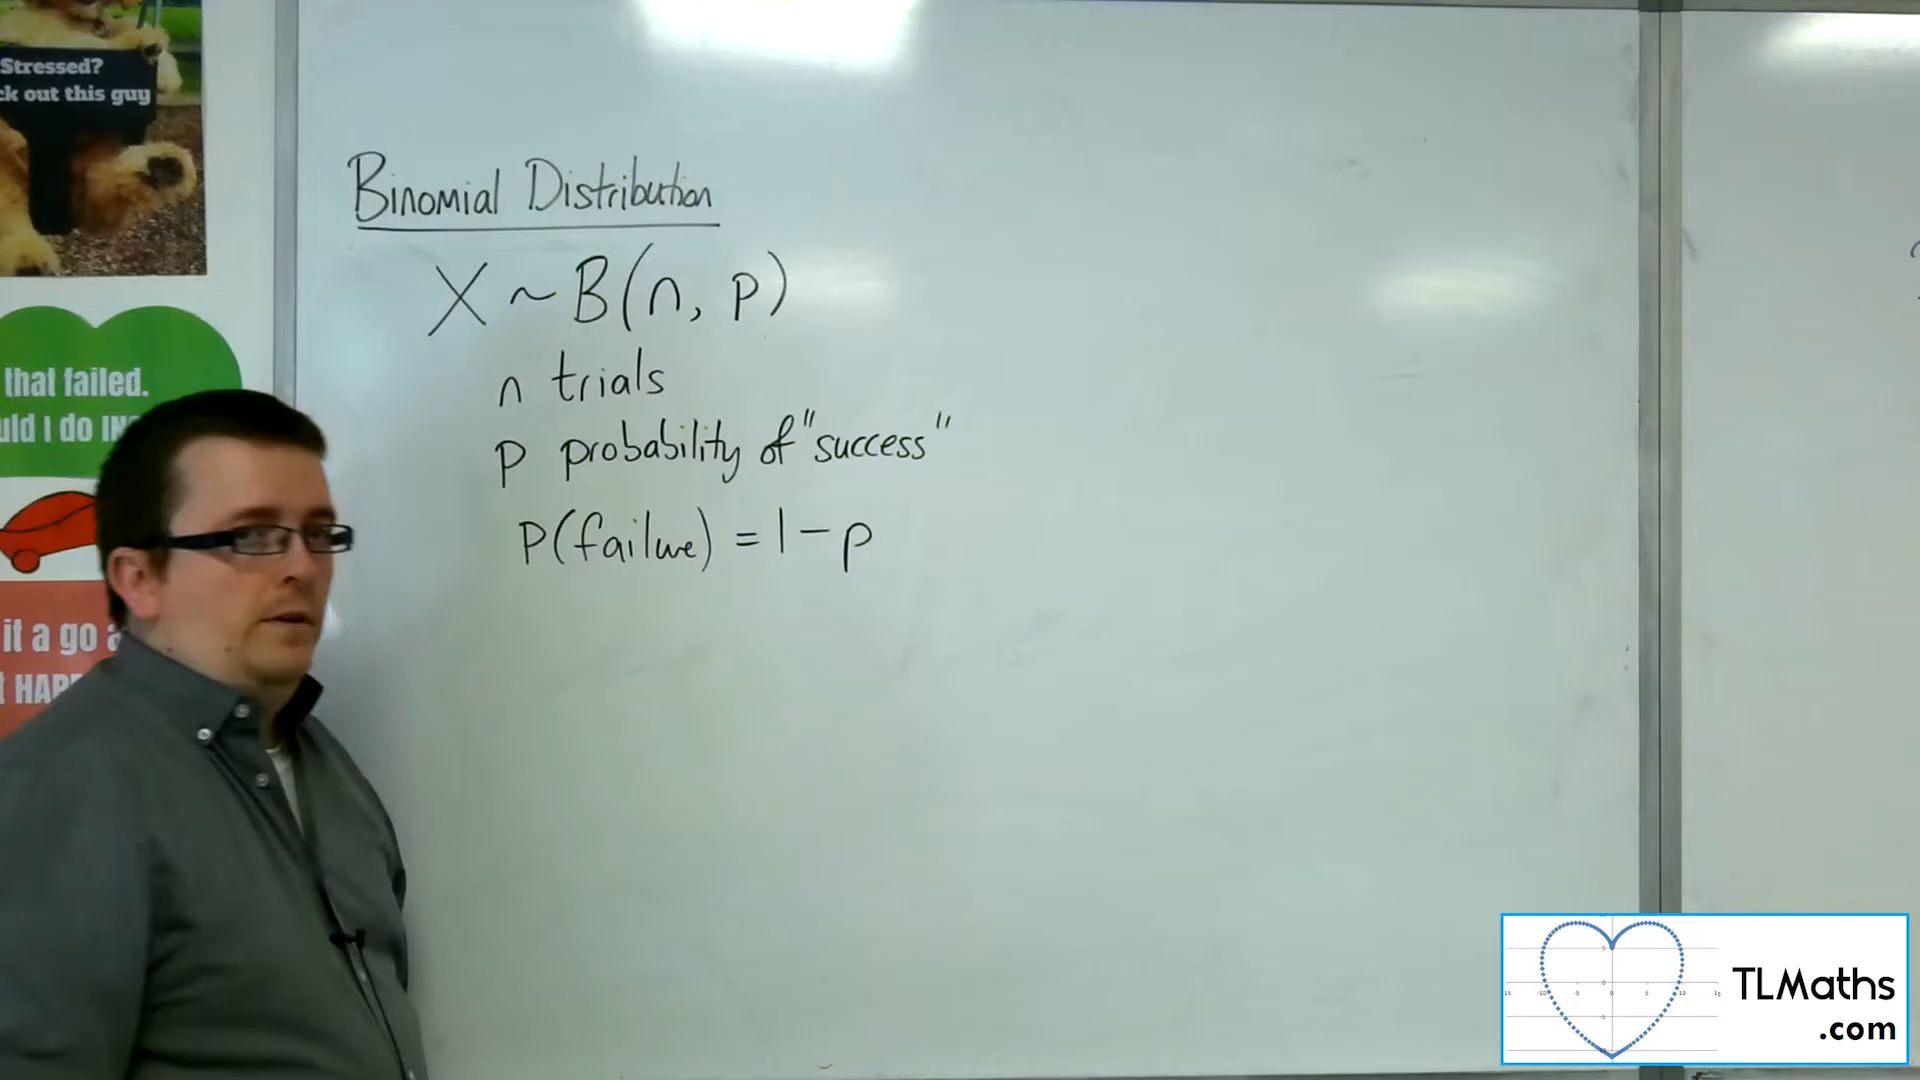 Stressed?
ck out this guy
Binomial Distribution
X ~ B(n, p)
n trials
p probability of "success"
P(failure) = 1 - p
that failed.
uld I do IN
it a go a
t HAPP
TLMaths
.com